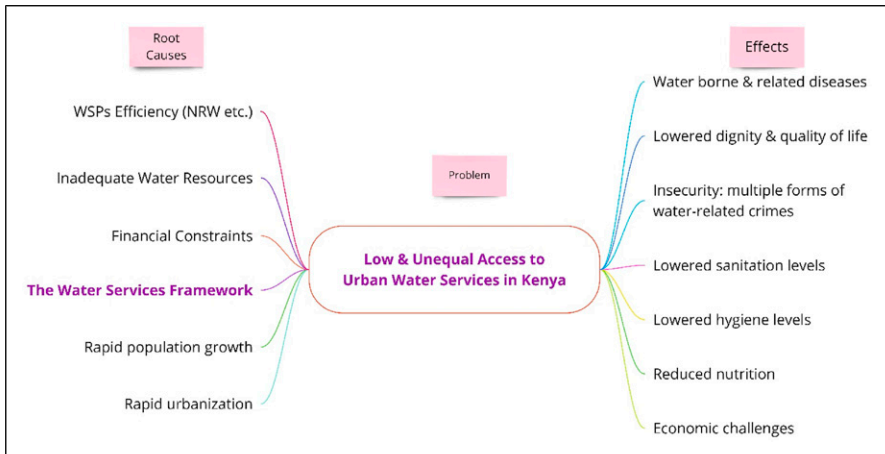 Root
Causes
WSPs Efficiency (NRW etc.)
Inadequate Water Resources
Financial Constraints
The Water Services Framework
Rapid population growth
Rapid urbanization
Problem
Low & Unequal Access to
Urban Water Services in Kenya
Effects
Water borne & related diseases
Lowered dignity & quality of life
Insecurity: multiple forms of
water-related crimes
Lowered sanitation levels
Lowered hygiene levels
Reduced nutrition
Economic challenges